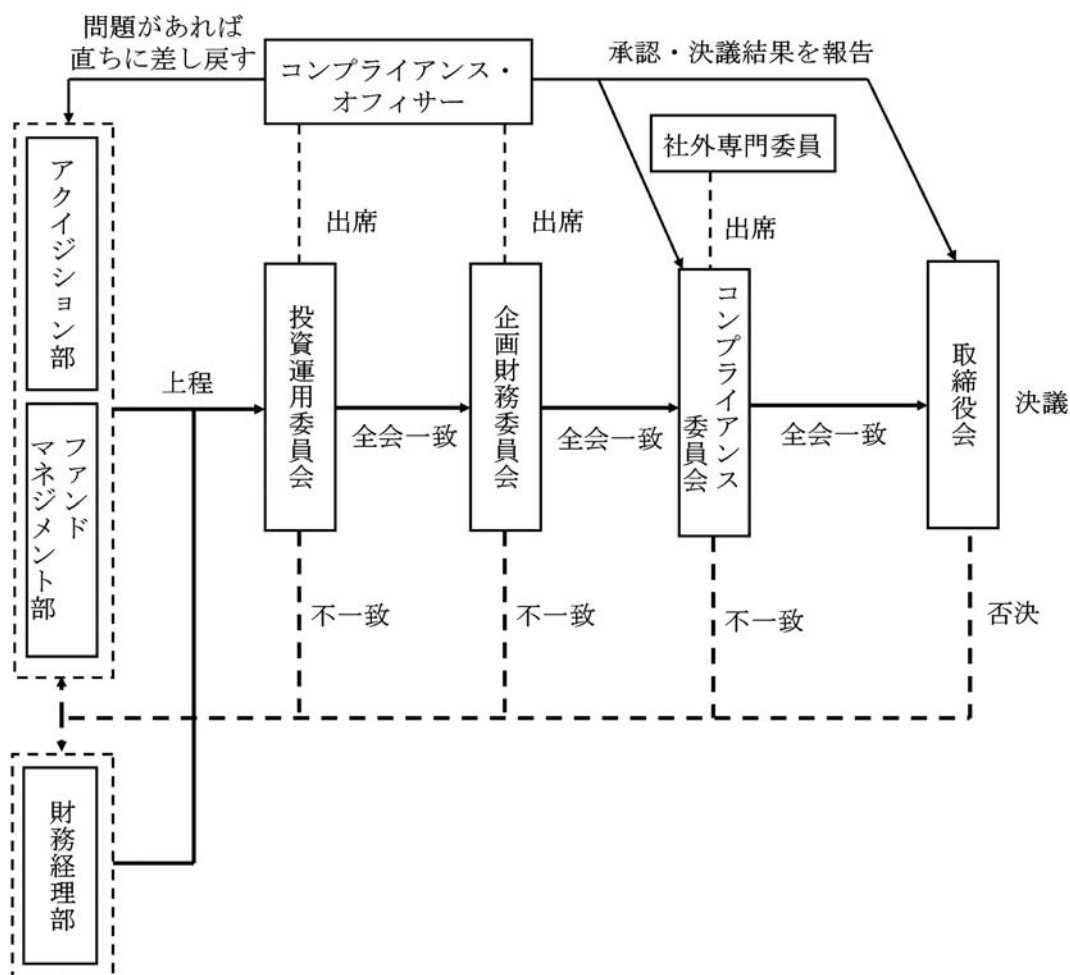 問題があれば
直ちに差し戻す
コンプライアンス・
オフィサー
承認・決議結果を報告
社外専門委員
出席
出席
出席
アクイジション部
ファンド
マネジメント部
上程
投資運用委員会
全会一致
企画財務委員会
全会一致
コンプライアンス
委員会
全会一致
取締役会
決議
不一致
不一致
不一致
否決
財務経理部